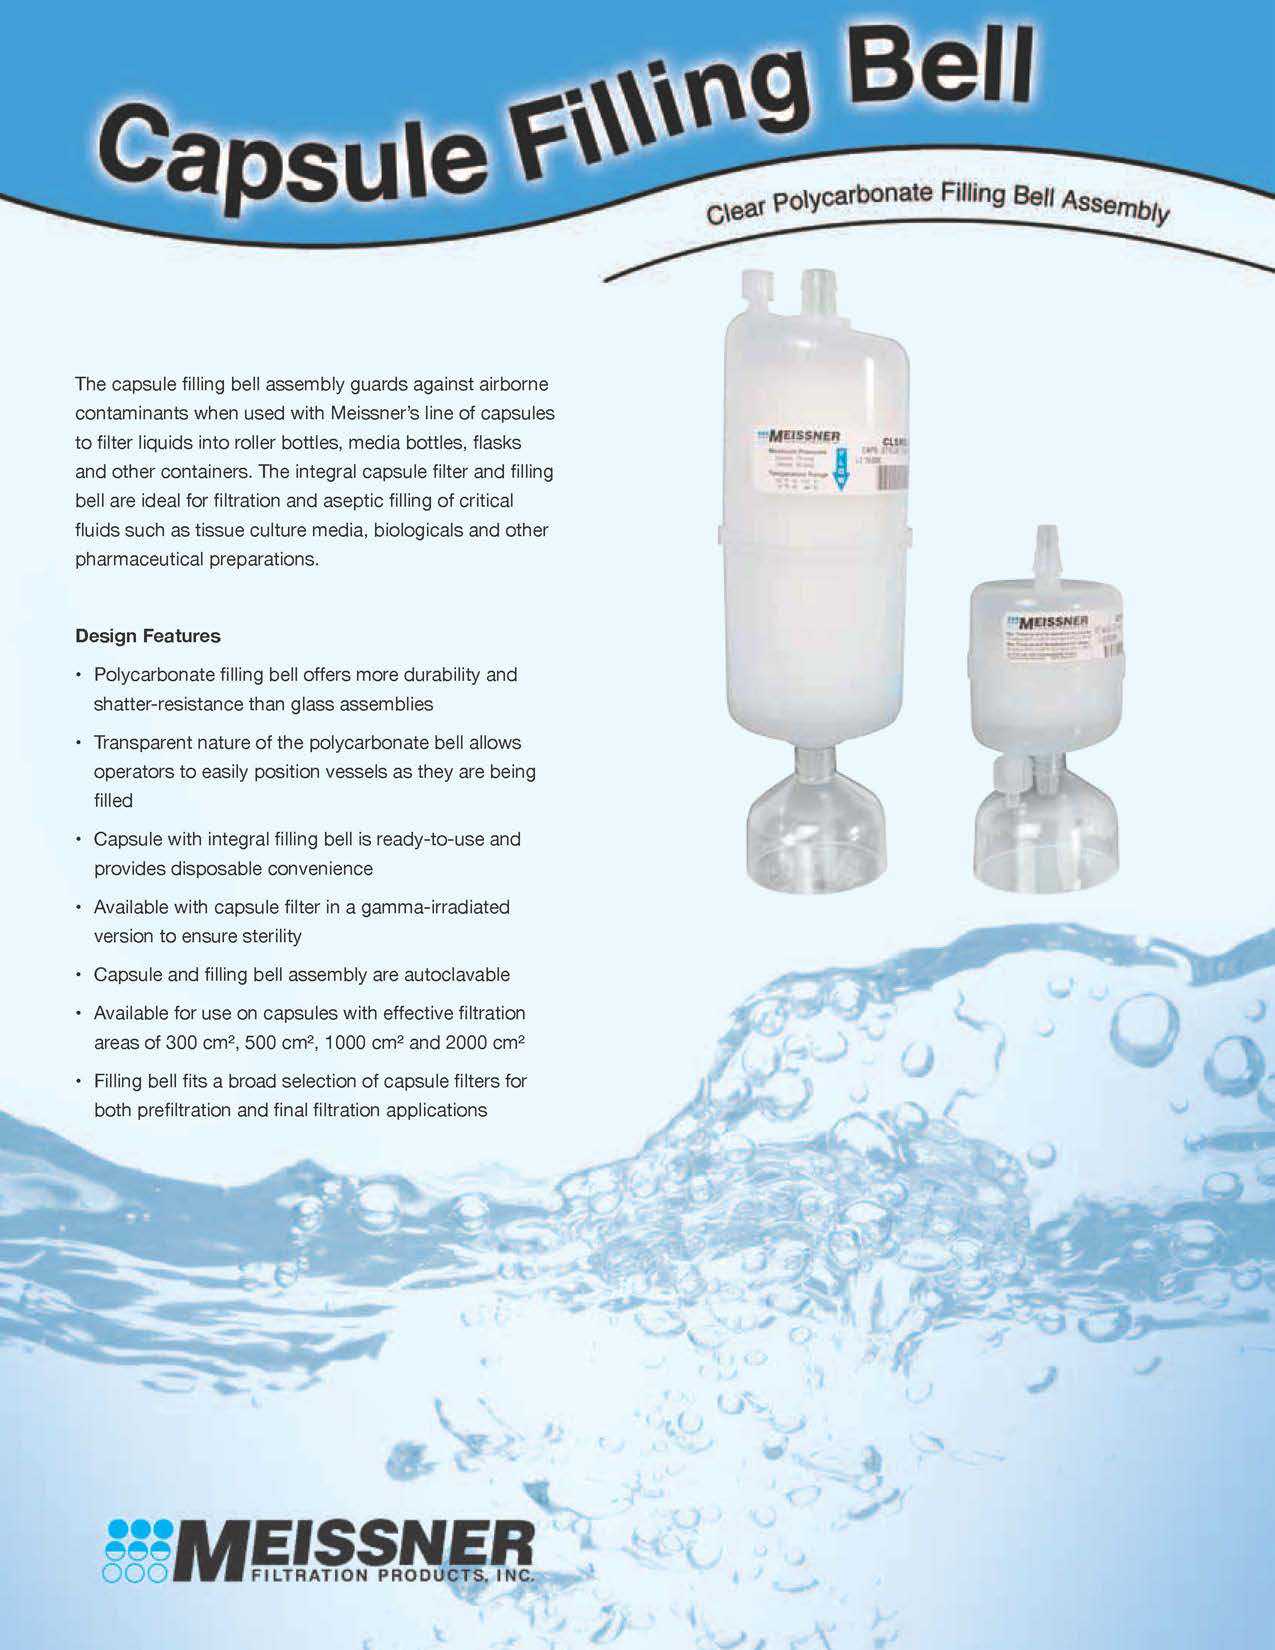 Capsule Filling Bell
Clear Polycarbonate Filling Bell Assembly
The capsule filling bell assembly guards against airborne
contaminants when used with Meissner's line of capsules
to filter liquids into roller bottles, media bottles, flasks
and other containers. The integral capsule filter and filling
bell are ideal for filtration and aseptic filling of critical
fluids such as tissue culture media, biologicals and other
pharmaceutical preparations.
Design Features
• Polycarbonate filling bell offers more durability and
shatter-resistance than glass assemblies
• Transparent nature of the polycarbonate bell allows
operators to easily position vessels as they are being
filled
• Capsule with integral filling bell is ready-to-use and
provides disposable convenience
• Available with capsule filter in a gamma-irradiated
version to ensure sterility
• Capsule and filling bell assembly are autoclavable
• Available for use on capsules with effective filtration
areas of 300 cm², 500 cm², 1000 cm² and 2000 cm²
• Filling bell fits a broad selection of capsule filters for
both prefiltration and final filtration applications
MEISSNER
Maximum Pressure
Temperature Range
FLOW
MEISSNER
MEISSNER
FILTRATION PRODUCTS, INC.